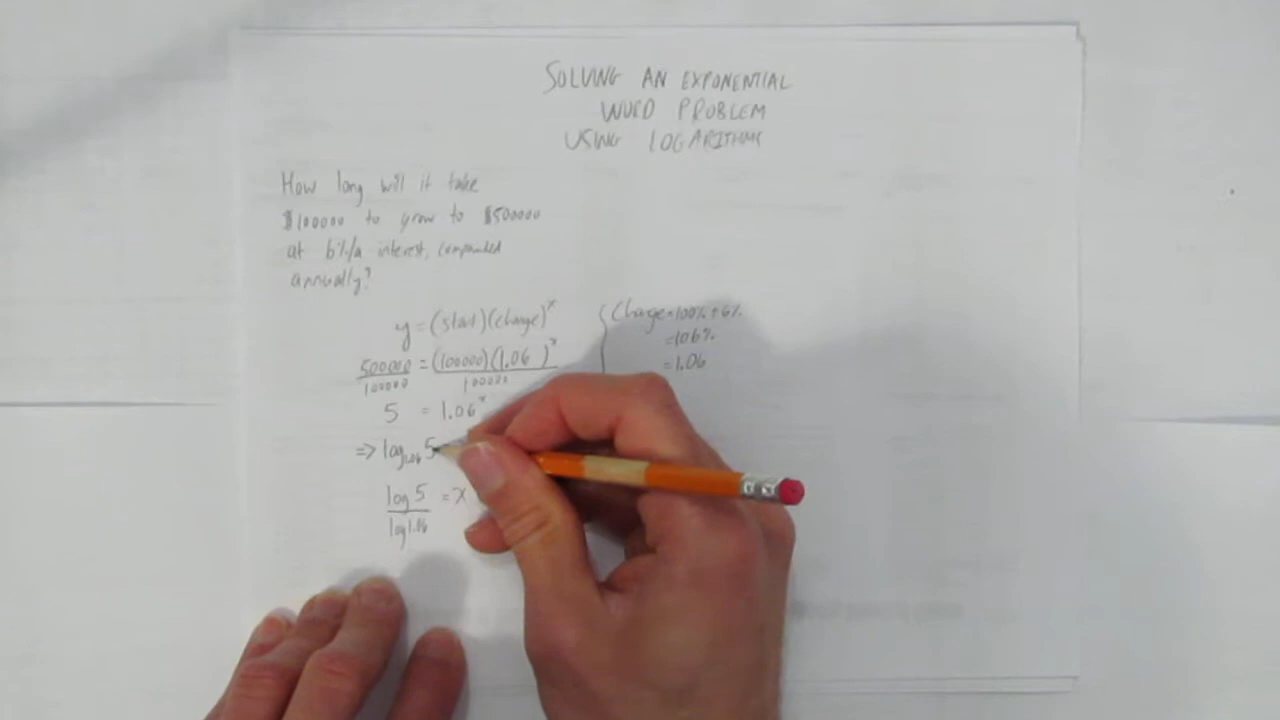 SOLVING AN EXPONENTIAL
WORD PROBLEM
USING LOGARITHMS
How long will it take
$100000 to grow to $500000
at 6%/a interest, compounded
annually?
y = (start)(change)^x
500000 = (100000)(1.06)^x
100000 100000
5 = 1.06^x
=> log_1.06 5
log 5 = x
log 1.06
Change = 100% + 6%
= 106%
= 1.06